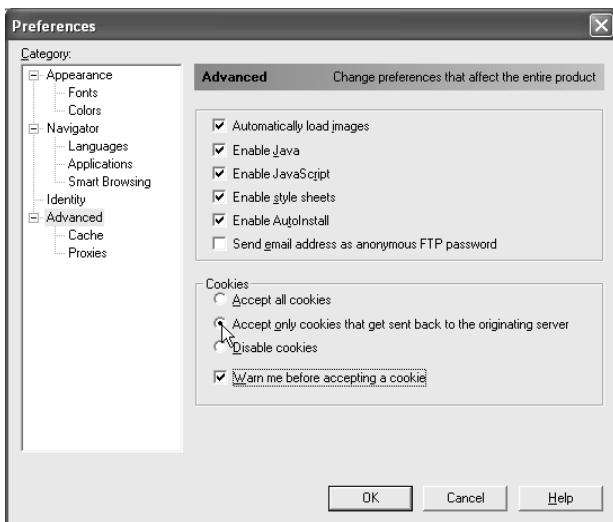 Preferences
Category:
Appearance
Fonts
Colors
Navigator
Languages
Applications
Smart Browsing
Identity
Advanced
Cache
Proxies
Advanced Change preferences that affect the entire product
Automatically load images
Enable Java
Enable JavaScript
Enable style sheets
Enable AutoInstall
Send email address as anonymous FTP password
Cookies
Accept all cookies
Accept only cookies that get sent back to the originating server
Disable cookies
Warn me before accepting a cookie
OK Cancel Help